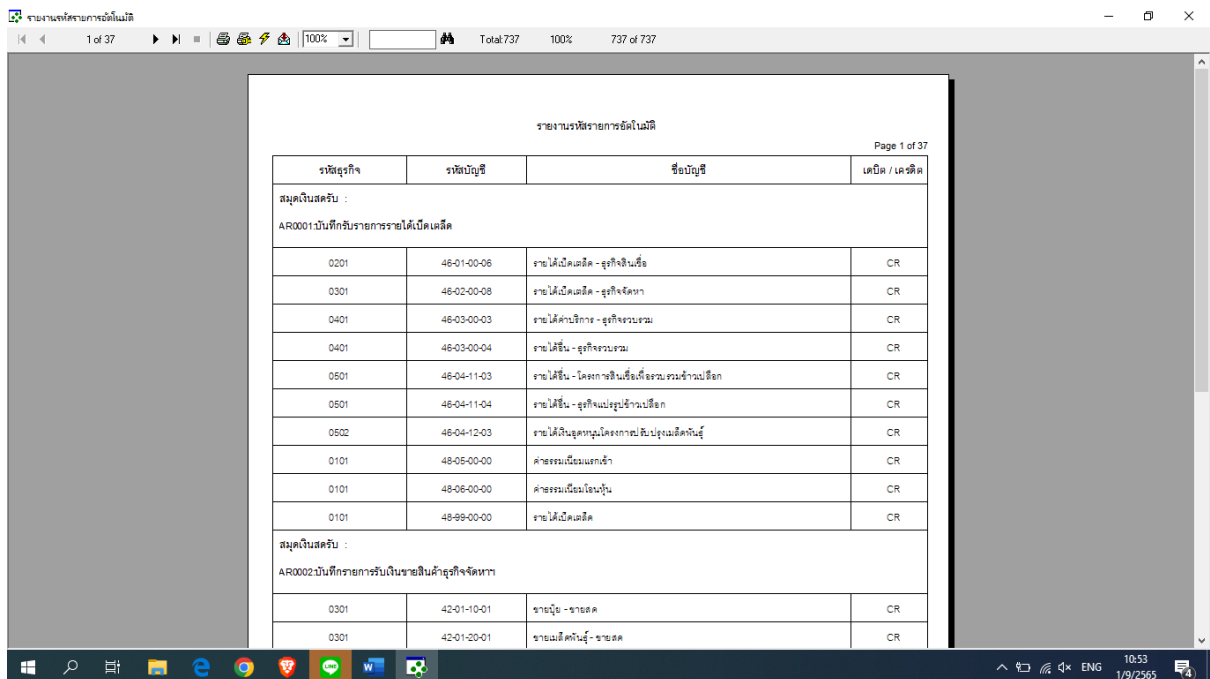 รายงานรหัสรายการอัตโนมัติ
1 of 37 100% Total:737 100% 737 of 737
รายงานรหัสรายการอัตโนมัติ
Page 1 of 37
รหัสธุรกิจ รหัสบัญชี ชื่อบัญชี เดบิต / เครดิต
สมุดเงินสดรับ :
AR0001:บันทึกรับรายการรายได้เบ็ดเตล็ด
0201 46-01-00-06 รายได้เบ็ดเตล็ด - ธุรกิจสินเชื่อ CR
0301 46-02-00-08 รายได้เบ็ดเตล็ด - ธุรกิจจัดหา CR
0401 46-03-00-03 รายได้ค่าบริการ - ธุรกิจรวบรวม CR
0401 46-03-00-04 รายได้อื่น - ธุรกิจรวบรวม CR
0501 46-04-11-03 รายได้อื่น - โครงการสินเชื่อเพื่อรวบรวมข้าวเปลือก CR
0501 46-04-11-04 รายได้อื่น - ธุรกิจแปรรูปข้าวเปลือก CR
0502 46-04-12-03 รายได้เงินอุดหนุนโครงการปรับปรุงเมล็ดพันธุ์ CR
0101 48-05-00-00 ค่าธรรมเนียมแรกเข้า CR
0101 48-06-00-00 ค่าธรรมเนียมโอนหุ้น CR
0101 48-99-00-00 รายได้เบ็ดเตล็ด CR
สมุดเงินสดรับ :
AR0002:บันทึกรายการรับเงินขายสินค้าธุรกิจจัดหาฯ
0301 42-01-10-01 ขายปุ๋ย - ขายสด CR
0301 42-01-20-01 ขายเมล็ดพันธุ์ - ขายสด CR
LINE W ENG 10:53
1/9/2565 4